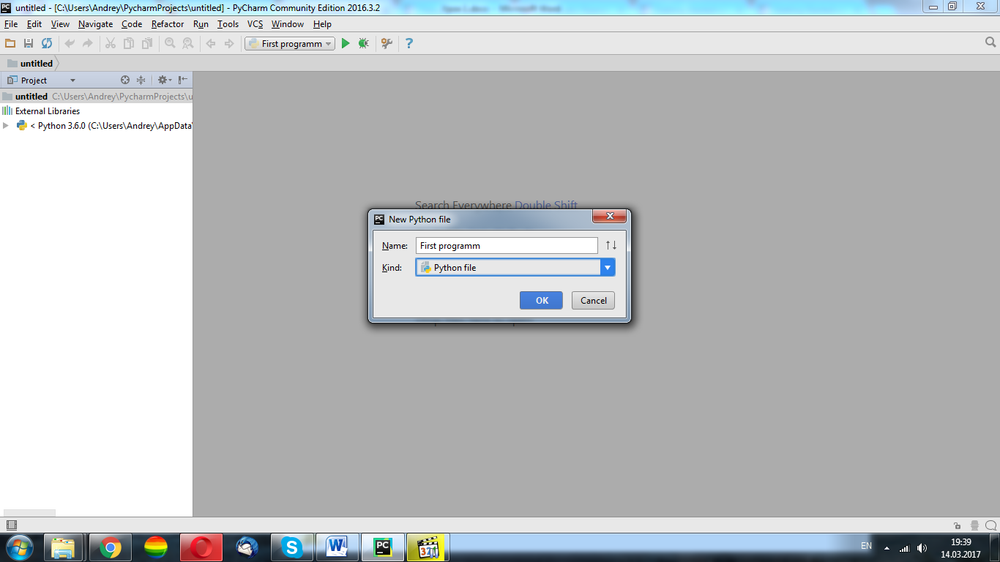 untitled - [C:\Users\Andrey\PycharmProjects\untitled] - PyCharm Community Edition 2016.3.2
File Edit View Navigate Code Refactor Run Tools VCS Window Help
First programm
untitled
Project
untitled C:\Users\Andrey\PycharmProjects\u
External Libraries
< Python 3.6.0 (C:\Users\Andrey\AppData\
Search Everywhere Double Shift
New Python file
Name: First programm
Kind: Python file
OK Cancel
EN
19:39
14.03.2017